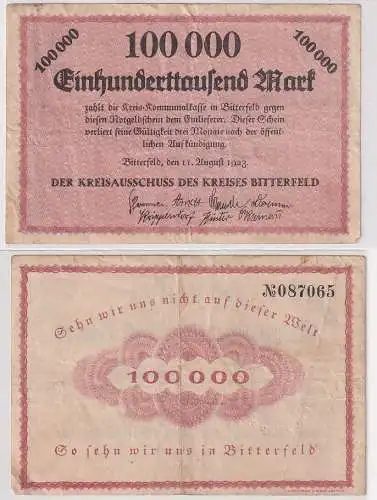 100 000
100 000
100 000
Einhunderttausend Mark
zahlt die Kreis-Kommunalkasse in Bitterfeld gegen
diesen Notgeldschein dem Einlieferer. Dieser Schein
verliert seine Gültigkeit drei Monate nach der öffent-
lichen Aufkündigung.
Bitterfeld, den 11. August 1923.
DER KREISAUSSCHUSS DES KREISES BITTERFELD
№087065
Sehn wir uns nicht auf dieser Welt
100000
So sehn wir uns in Bitterfeld